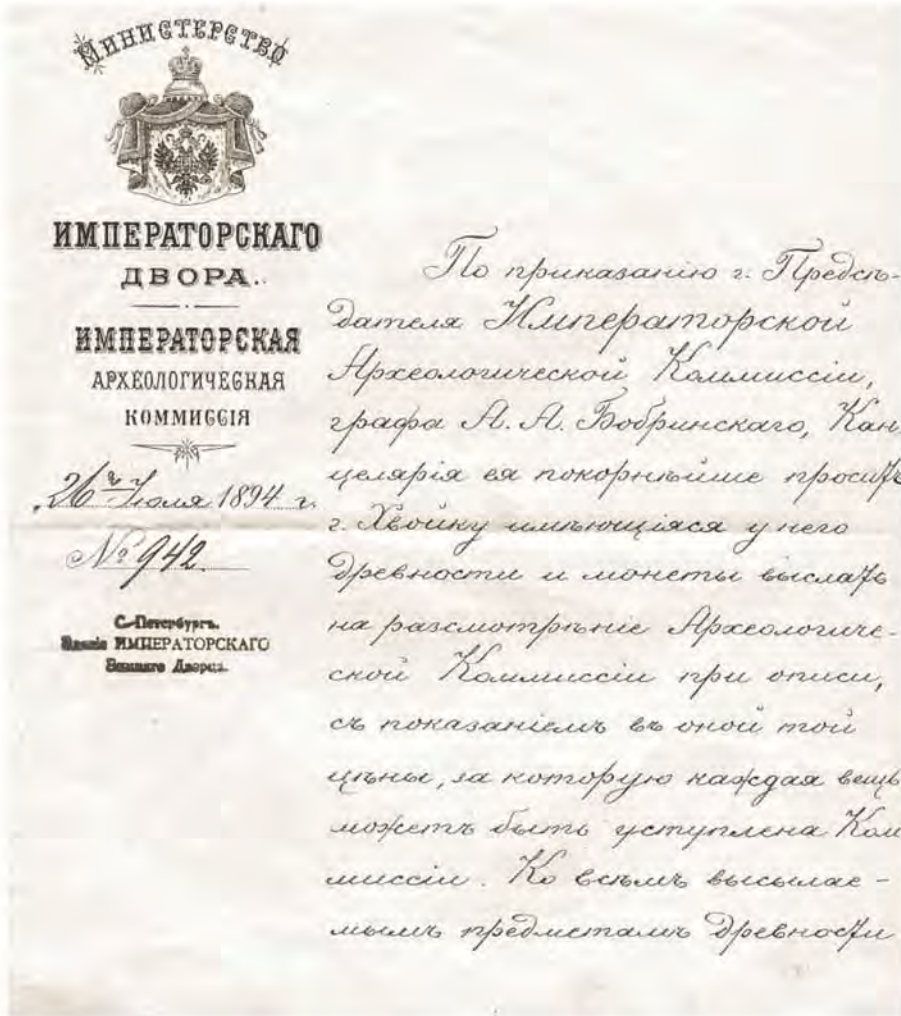 МИНИСТЕРСТВО
ИМПЕРАТОРСКАГО
ДВОРА.
ИМПЕРАТОРСКАЯ
АРХЕОЛОГИЧЕСКАЯ
КОММИССІЯ
26го Іюля 1894 г.
№ 942.
С.-Петербургъ.
Зданіе ИМПЕРАТОРСКАГО
Зимняго Дворца.
По приказанію г. Предсѣ-
дателя Императорской
Археологической Коммиссіи,
графа А. А. Бобринскаго, Кан
целярія ея покорнѣйше проситъ
г. Хвойку имѣющіяся у него
древности и монеты выслать
на разсмотрѣніе Археологиче-
ской Коммиссіи при описи,
съ показаніемъ въ оной той
цѣны, за которую каждая вещь
можетъ быть уступлена Ком
миссіи. Ко всѣмъ высылае-
мымъ предметамъ древности